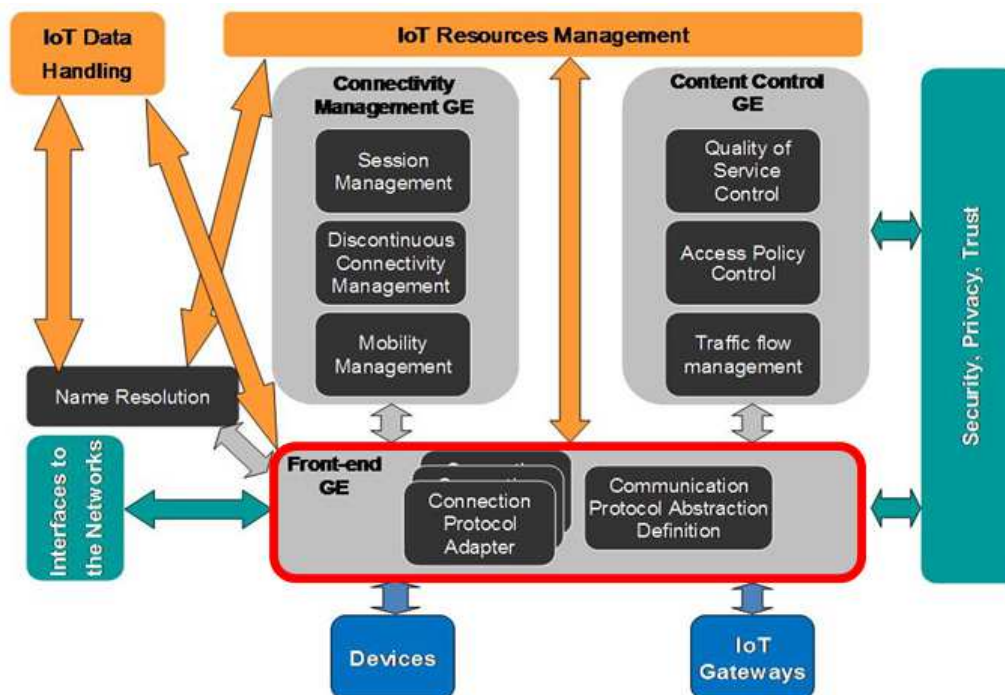 IoT Data
Handling
IoT Resources Management
Connectivity
Management GE
Session
Management
Discontinuous
Connectivity
Management
Mobility
Management
Content Control
GE
Quality of
Service
Control
Access Policy
Control
Traffic flow
management
Security, Privacy, Trust
Name Resolution
Interfaces to
the Networks
Front-end
GE
Connection
Protocol
Adapter
Communication
Protocol Abstraction
Definition
Devices
IoT
Gateways